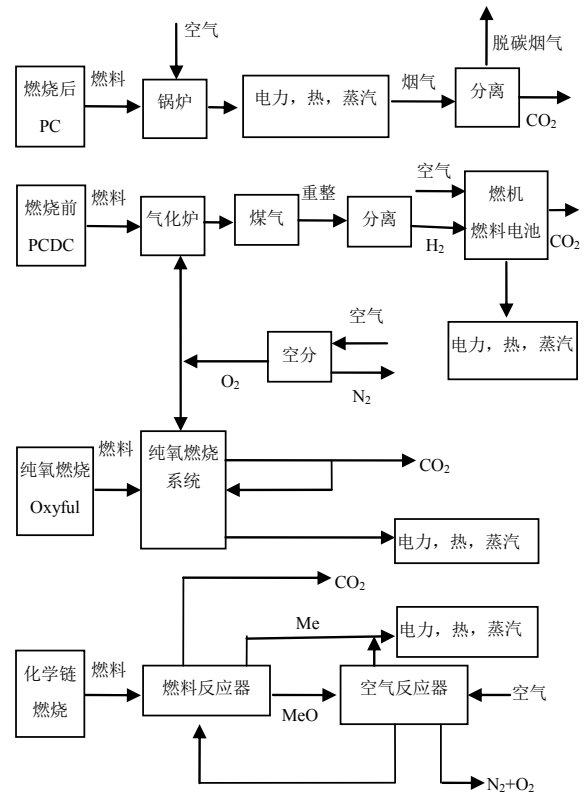 空气
脱碳烟气
燃烧后
PC
燃料
锅炉
电力，热，蒸汽
烟气
分离
CO₂
燃烧前
PCDC
燃料
气化炉
煤气
重整
分离
空气
H₂
燃机
燃料电池
CO₂
电力，热，蒸汽
空气
空分
O₂
N₂
纯氧燃烧
Oxyful
燃料
纯氧燃烧
系统
CO₂
电力，热，蒸汽
CO₂
Me
电力，热，蒸汽
化学链
燃烧
燃料
燃料反应器
MeO
空气反应器
空气
N₂+O₂